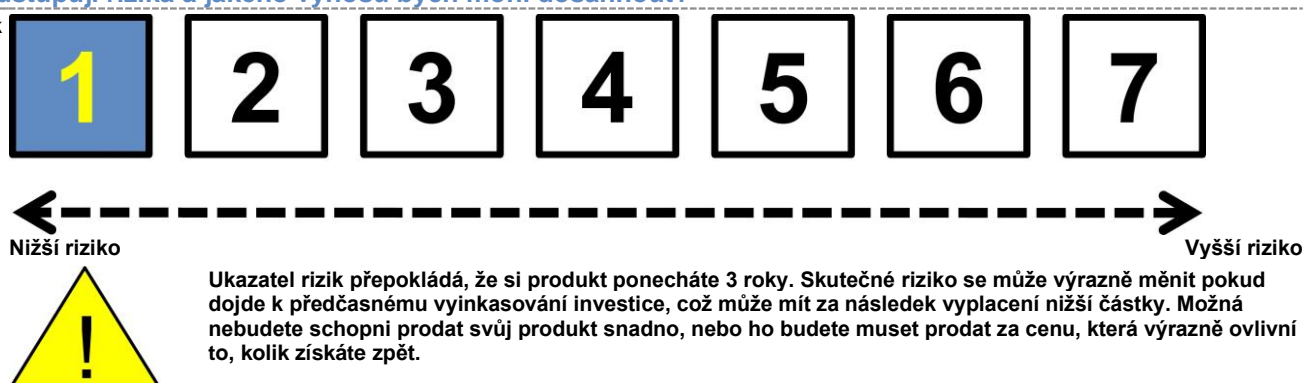 1 2 3 4 5 6 7
Nižší riziko Vyšší riziko
!
Ukazatel rizik přepokládá, že si produkt ponecháte 3 roky. Skutečné riziko se může výrazně měnit pokud
dojde k předčasnému vyinkasování investice, což může mít za následek vyplacení nižší částky. Možná
nebudete schopni prodat svůj produkt snadno, nebo ho budete muset prodat za cenu, která výrazně ovlivní
to, kolik získáte zpět.